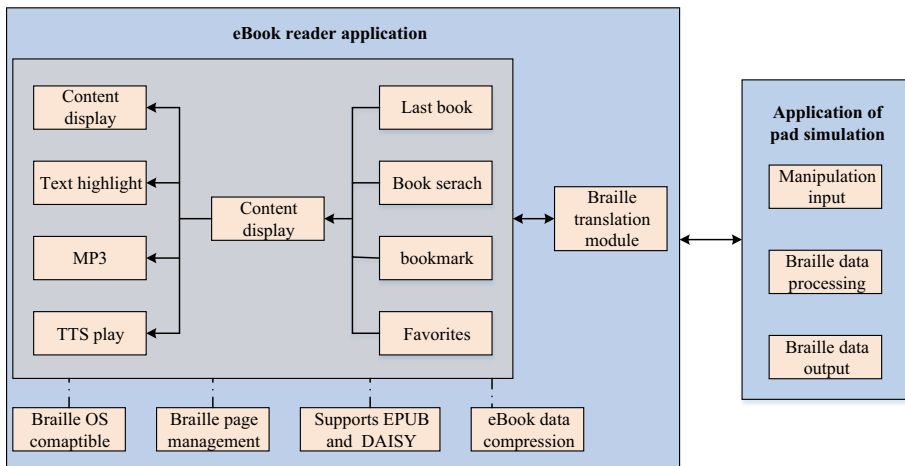 eBook reader application
Content
display
Text highlight
MP3
TTS play
Content
display
Last book
Book serach
bookmark
Favorites
Braille
translation
module
Braille OS
comaptible
Braille page
management
Supports EPUB
and DAISY
eBook data
compression
Application of
pad simulation
Manipulation
input
Braille data
processing
Braille data
output